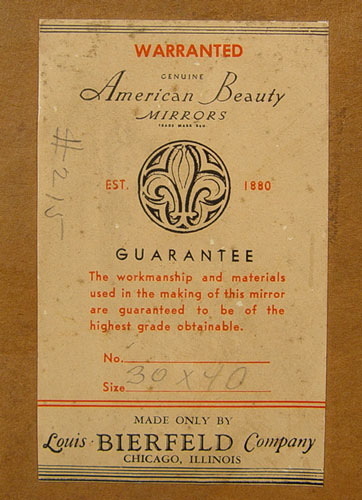 WARRANTED
GENUINE
American Beauty
MIRRORS
TRADE MARK REG.
#215
EST. 1880
GUARANTEE
The workmanship and materials
used in the making of this mirror
are guaranteed to be of the
highest grade obtainable.
No.
Size 30 x 40
MADE ONLY BY
Louis BIERFELD Company
CHICAGO, ILLINOIS